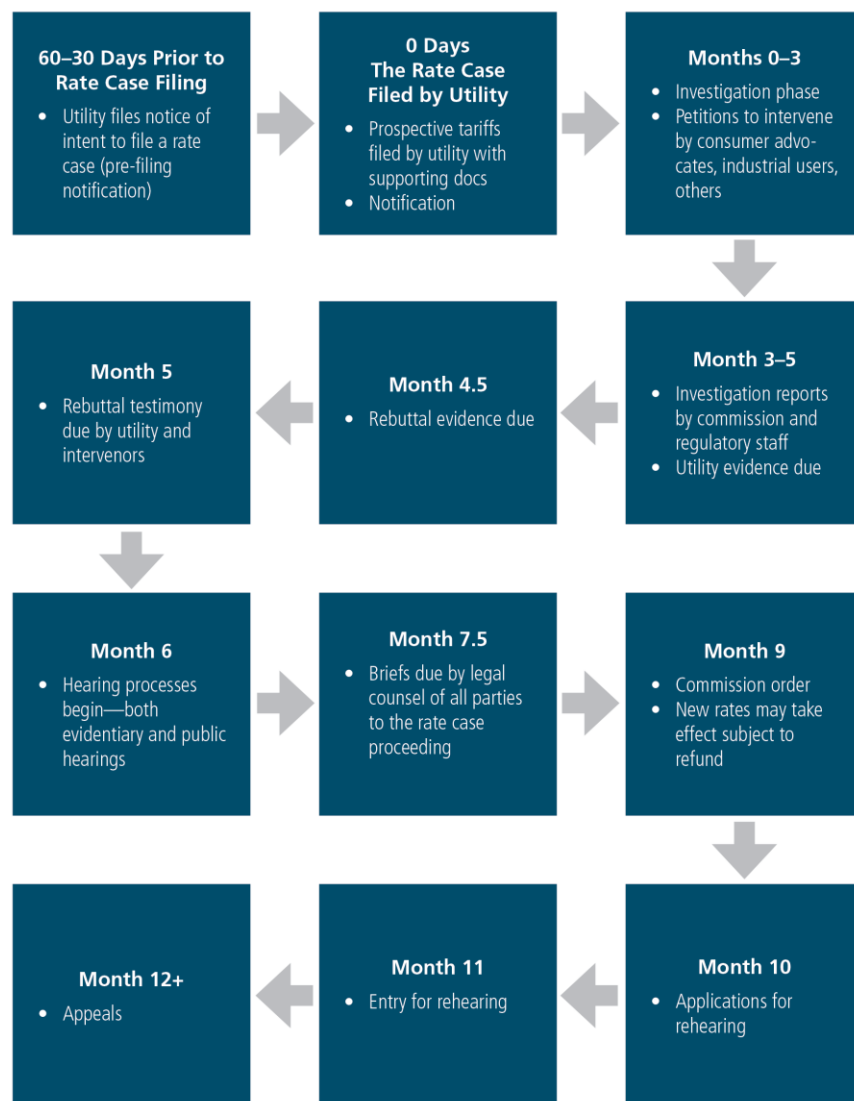 60–30 Days Prior to
Rate Case Filing
• Utility files notice of
intent to file a rate
case (pre-filing
notification)
0 Days
The Rate Case
Filed by Utility
• Prospective tariffs
filed by utility with
supporting docs
• Notification
Months 0–3
• Investigation phase
• Petitions to intervene
by consumer advo-
cates, industrial users,
others
Month 3–5
• Investigation reports
by commission and
regulatory staff
• Utility evidence due
Month 4.5
• Rebuttal evidence due
Month 5
• Rebuttal testimony
due by utility and
intervenors
Month 6
• Hearing processes
begin—both
evidentiary and public
hearings
Month 7.5
• Briefs due by legal
counsel of all parties
to the rate case
proceeding
Month 9
• Commission order
• New rates may take
effect subject to
refund
Month 10
• Applications for
rehearing
Month 11
• Entry for rehearing
Month 12+
• Appeals